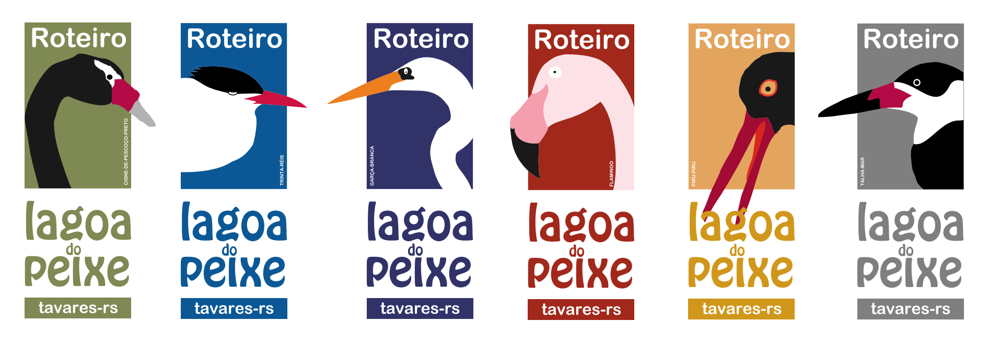 Roteiro
CISNE-DE-PESCOÇO-PRETO
lagoa
do
peixe
tavares-rs
Roteiro
TRINTA-RÉIS
lagoa
do
peixe
tavares-rs
Roteiro
GARÇA-BRANCA
lagoa
do
peixe
tavares-rs
Roteiro
FLAMINGO
lagoa
do
peixe
tavares-rs
Roteiro
PIRU-PIRU
lagoa
do
peixe
tavares-rs
Roteiro
TALHA-MAR
lagoa
do
peixe
tavares-rs